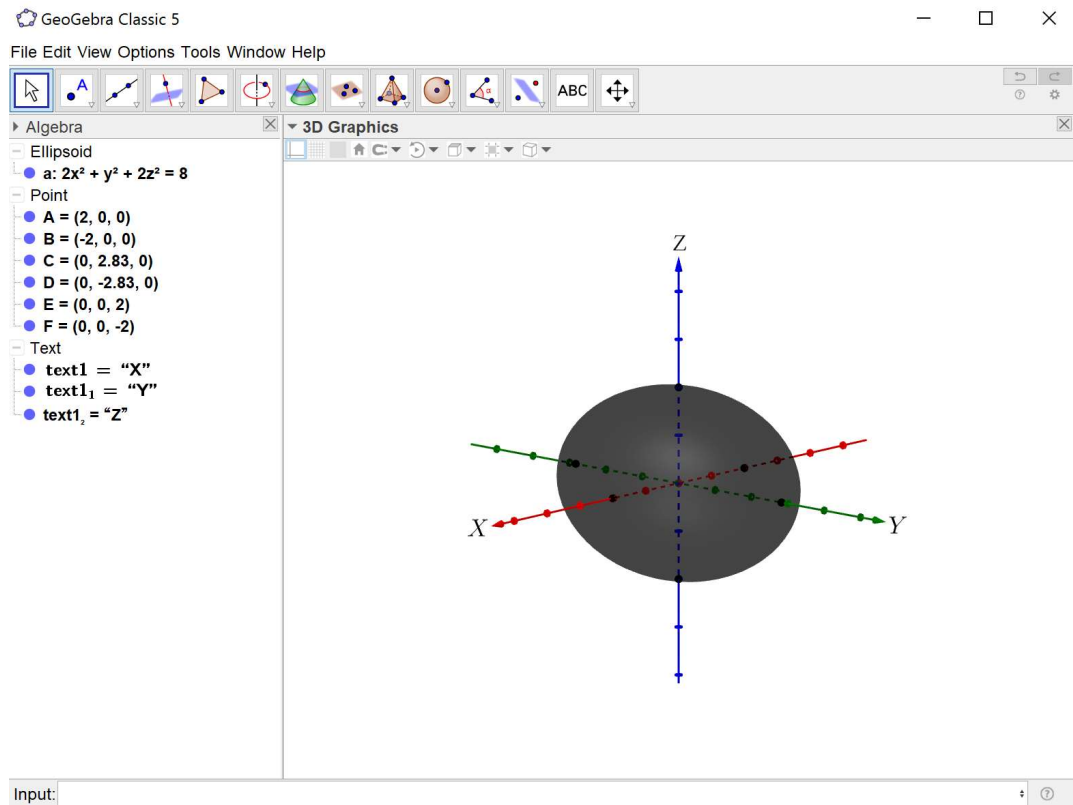 GeoGebra Classic 5
File Edit View Options Tools Window Help
ABC
Algebra
3D Graphics
Ellipsoid
a: 2x² + y² + 2z² = 8
Point
A = (2, 0, 0)
B = (-2, 0, 0)
C = (0, 2.83, 0)
D = (0, -2.83, 0)
E = (0, 0, 2)
F = (0, 0, -2)
Text
text1 = “X”
text1₁ = “Y”
text1₂ = “Z”
Z
X
Y
Input: